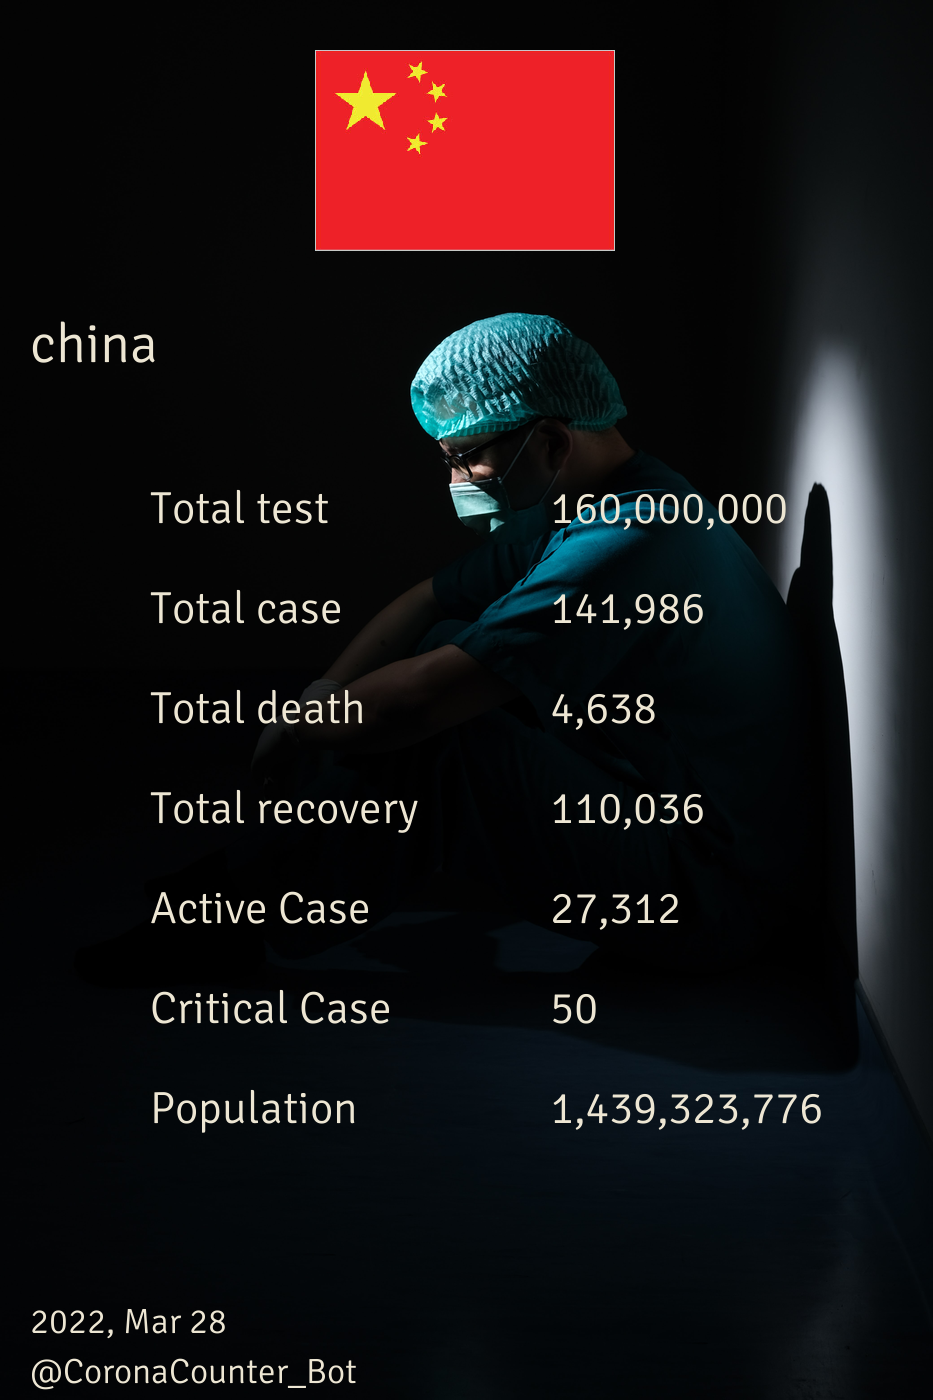 china
Total test 160,000,000
Total case 141,986
Total death 4,638
Total recovery 110,036
Active Case 27,312
Critical Case 50
Population 1,439,323,776
2022, Mar 28
@CoronaCounter_Bot